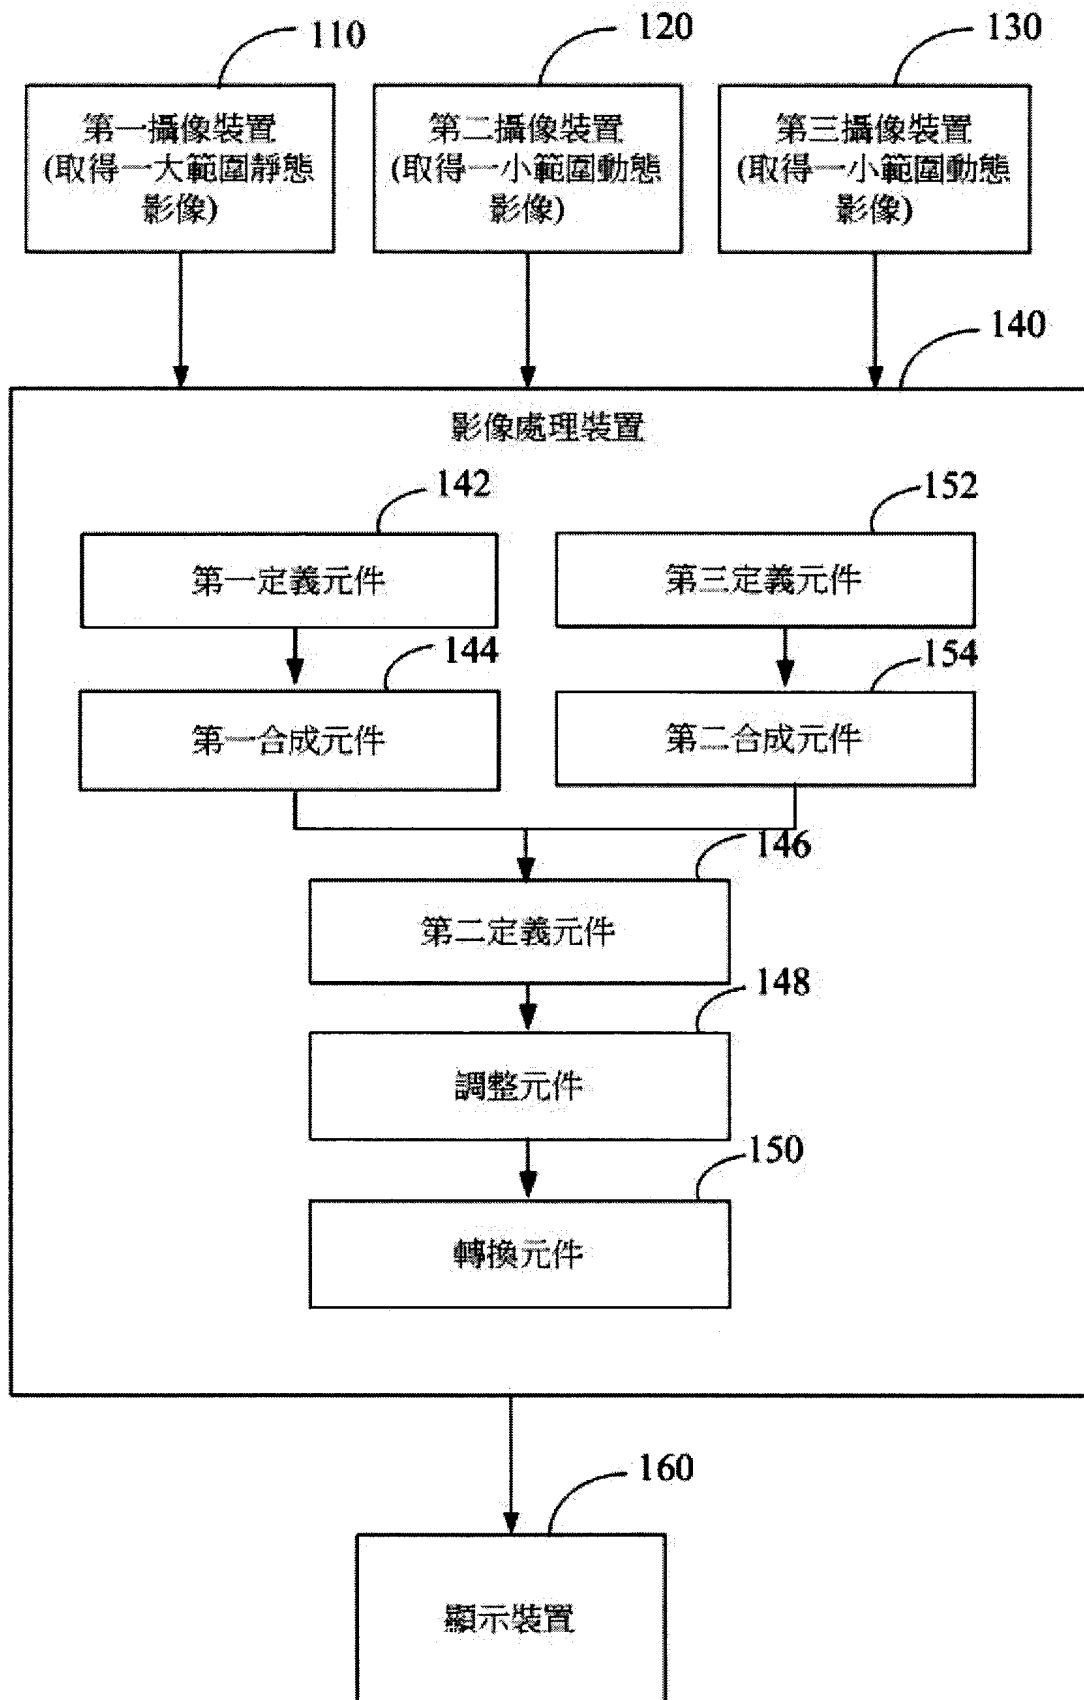 110
120
130
第一攝像裝置
(取得一大範圍靜態
影像)
第二攝像裝置
(取得一小範圍動態
影像)
第三攝像裝置
(取得一小範圍動態
影像)
140
影像處理裝置
142
152
第一定義元件
第三定義元件
144
154
第一合成元件
第二合成元件
146
第二定義元件
148
調整元件
150
轉換元件
160
顯示裝置